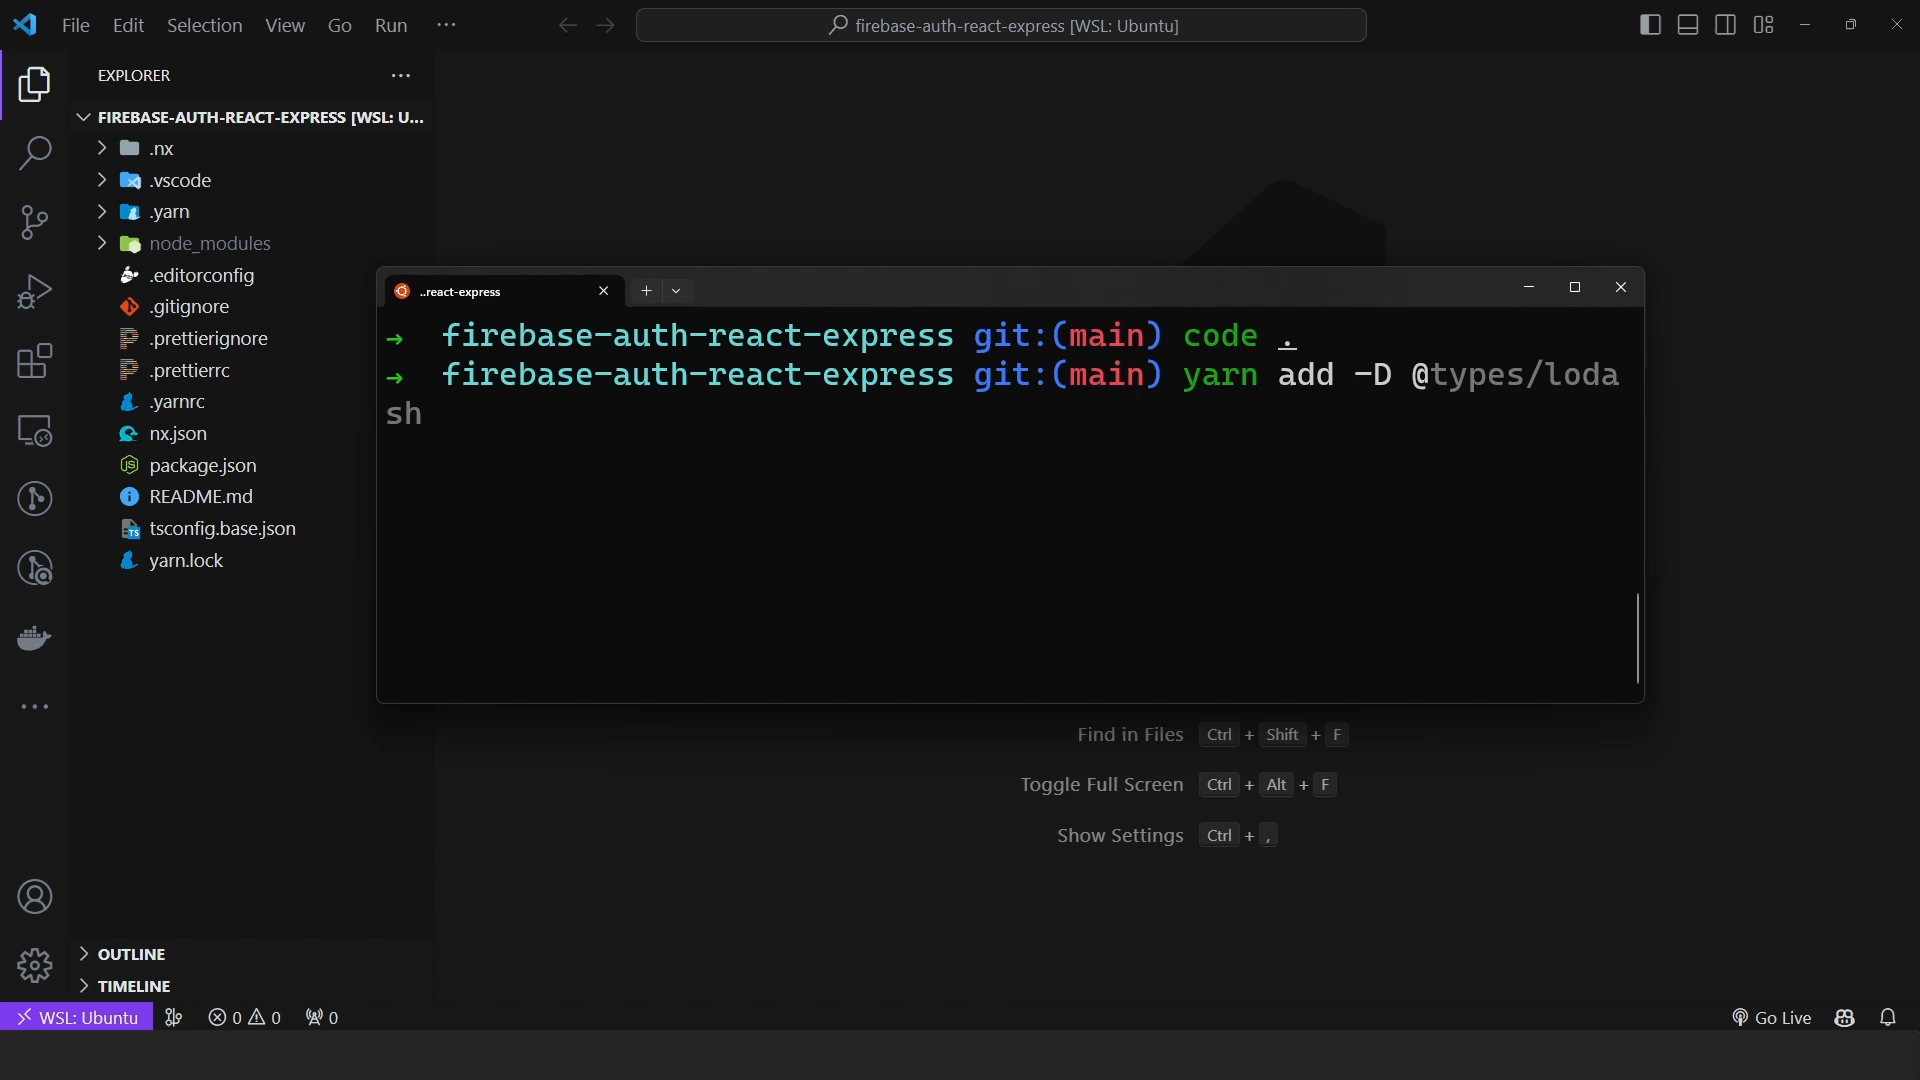 File Edit Selection View Go Run ···
firebase-auth-react-express [WSL: Ubuntu]
EXPLORER ···
FIREBASE-AUTH-REACT-EXPRESS [WSL: U...
.nx
.vscode
.yarn
node_modules
.editorconfig
.gitignore
.prettierignore
.prettierrc
.yarnrc
nx.json
package.json
README.md
tsconfig.base.json
yarn.lock
..react-express
→ firebase-auth-react-express git:(main) code .
→ firebase-auth-react-express git:(main) yarn add -D @types/loda
sh
Find in Files Ctrl + Shift + F
Toggle Full Screen Ctrl + Alt + F
Show Settings Ctrl + ,
OUTLINE
TIMELINE
WSL: Ubuntu 0 0 0 Go Live